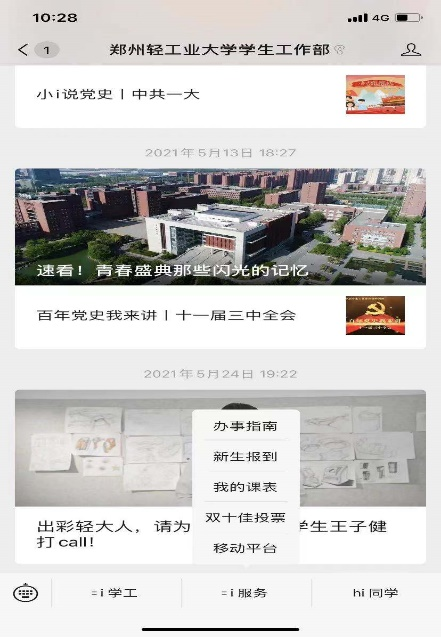 10:28
4G
1
郑州轻工业大学学生工作部
小i说党史丨中共一大
2021年5月13日 18:27
速看！青春盛典那些闪光的记忆
百年党史我来讲丨十一届三中全会
2021年5月24日 19:22
办事指南
新生报到
我的课表
双十佳投票
移动平台
出彩轻大人，请为
学生王子健
打call！
i 学工
i 服务
hi 同学